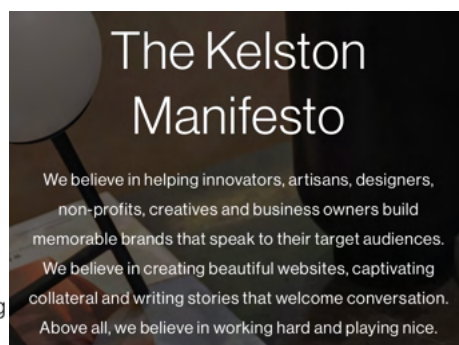 The Kelston
Manifesto
We believe in helping innovators, artisans, designers,
non-profits, creatives and business owners build
memorable brands that speak to their target audiences.
We believe in creating beautiful websites, captivating
collateral and writing stories that welcome conversation.
Above all, we believe in working hard and playing nice.